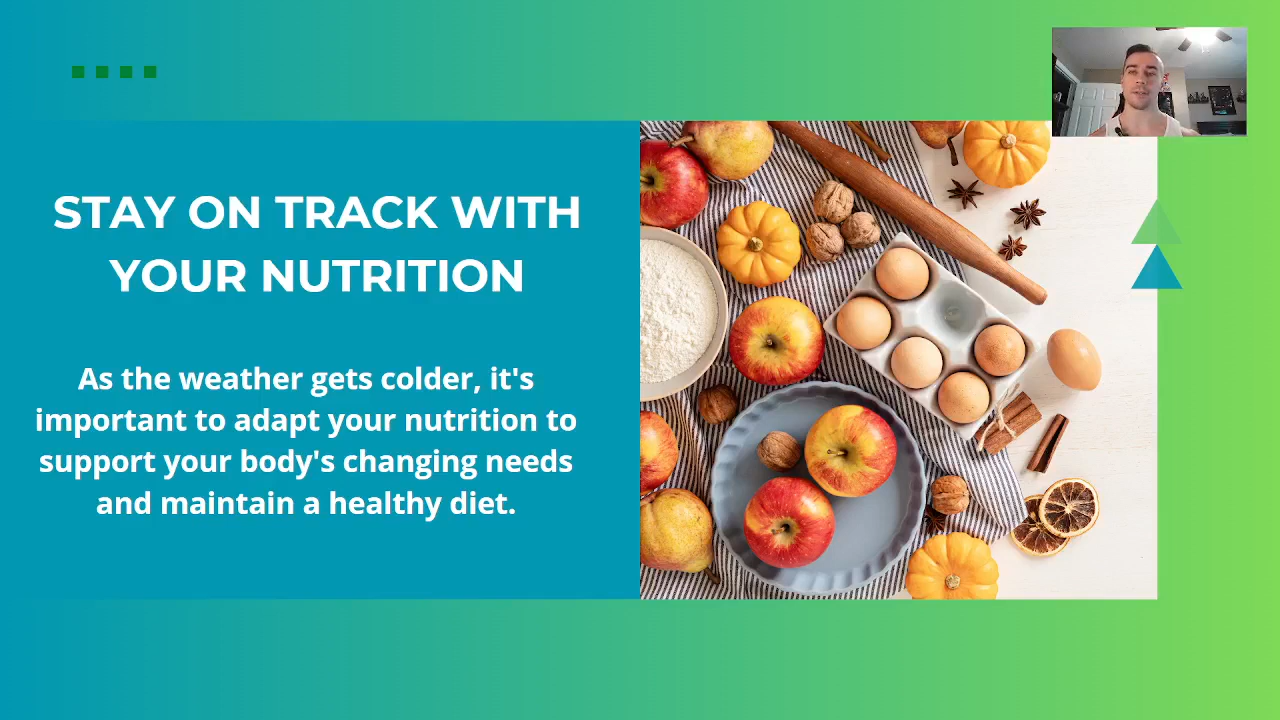 STAY ON TRACK WITH
YOUR NUTRITION
As the weather gets colder, it's
important to adapt your nutrition to
support your body's changing needs
and maintain a healthy diet.